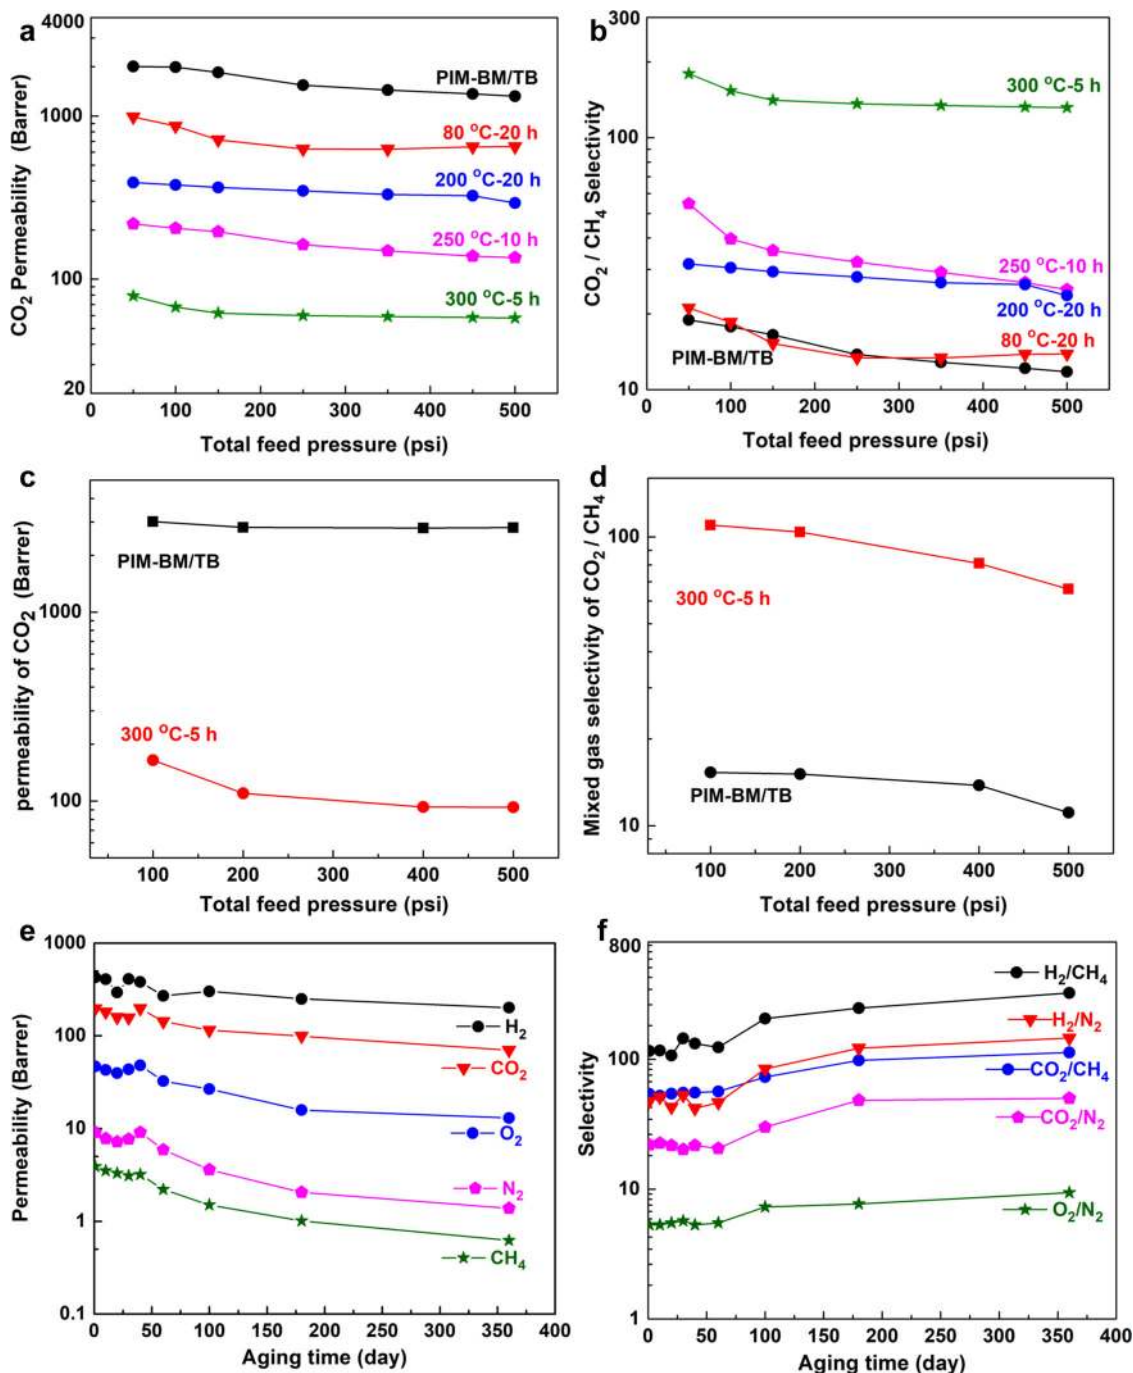 a
CO2 Permeability (Barrer)
4000
1000
100
20
PIM-BM/TB
80 °C-20 h
200 °C-20 h
250 °C-10 h
300 °C-5 h
0 100 200 300 400 500
Total feed pressure (psi)
b
CO2 / CH4 Selectivity
300
100
10
300 °C-5 h
250 °C-10 h
200 °C-20 h
80 °C-20 h
PIM-BM/TB
0 100 200 300 400 500
Total feed pressure (psi)
c
permeability of CO2 (Barrer)
1000
100
PIM-BM/TB
300 °C-5 h
100 200 300 400 500
Total feed pressure (psi)
d
Mixed gas selectivity of CO2 / CH4
100
10
300 °C-5 h
PIM-BM/TB
100 200 300 400 500
Total feed pressure (psi)
e
Permeability (Barrer)
1000
100
10
1
0.1
H2
CO2
O2
N2
CH4
0 50 100 150 200 250 300 350 400
Aging time (day)
f
Selectivity
800
100
10
1
H2/CH4
H2/N2
CO2/CH4
CO2/N2
O2/N2
0 50 100 150 200 250 300 350 400
Aging time (day)